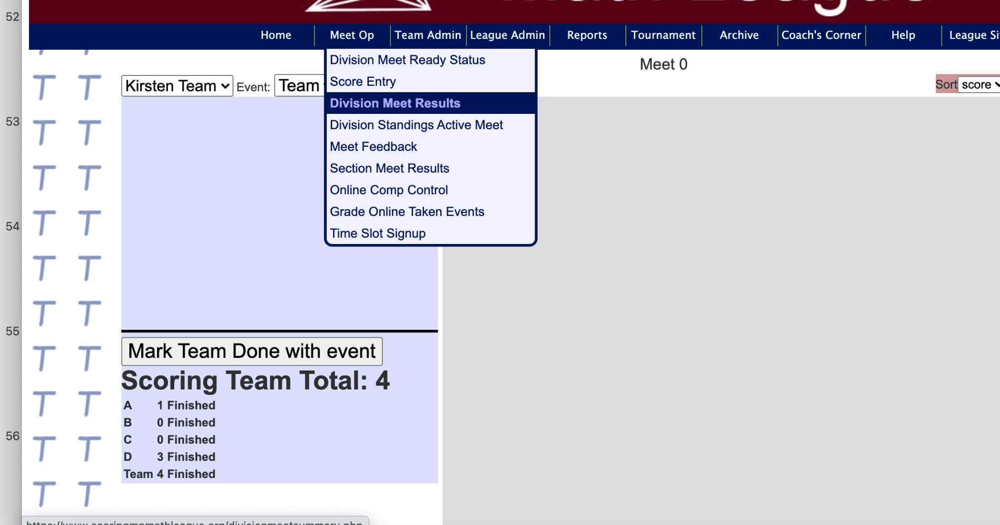 52
Math League
Home
Meet Op
Team Admin
League Admin
Reports
Tournament
Archive
Coach's Corner
Help
League Si
Division Meet Ready Status
Score Entry
Division Meet Results
Division Standings Active Meet
Meet Feedback
Section Meet Results
Online Comp Control
Grade Online Taken Events
Time Slot Signup
Meet 0
Kirsten Team
Event:
Team
Sort
score
53
54
55
Mark Team Done with event
Scoring Team Total: 4
A 1 Finished
B 0 Finished
C 0 Finished
D 3 Finished
Team 4 Finished
56
https://www.scoringmnmathleague.org/divisionmeetsummary.php